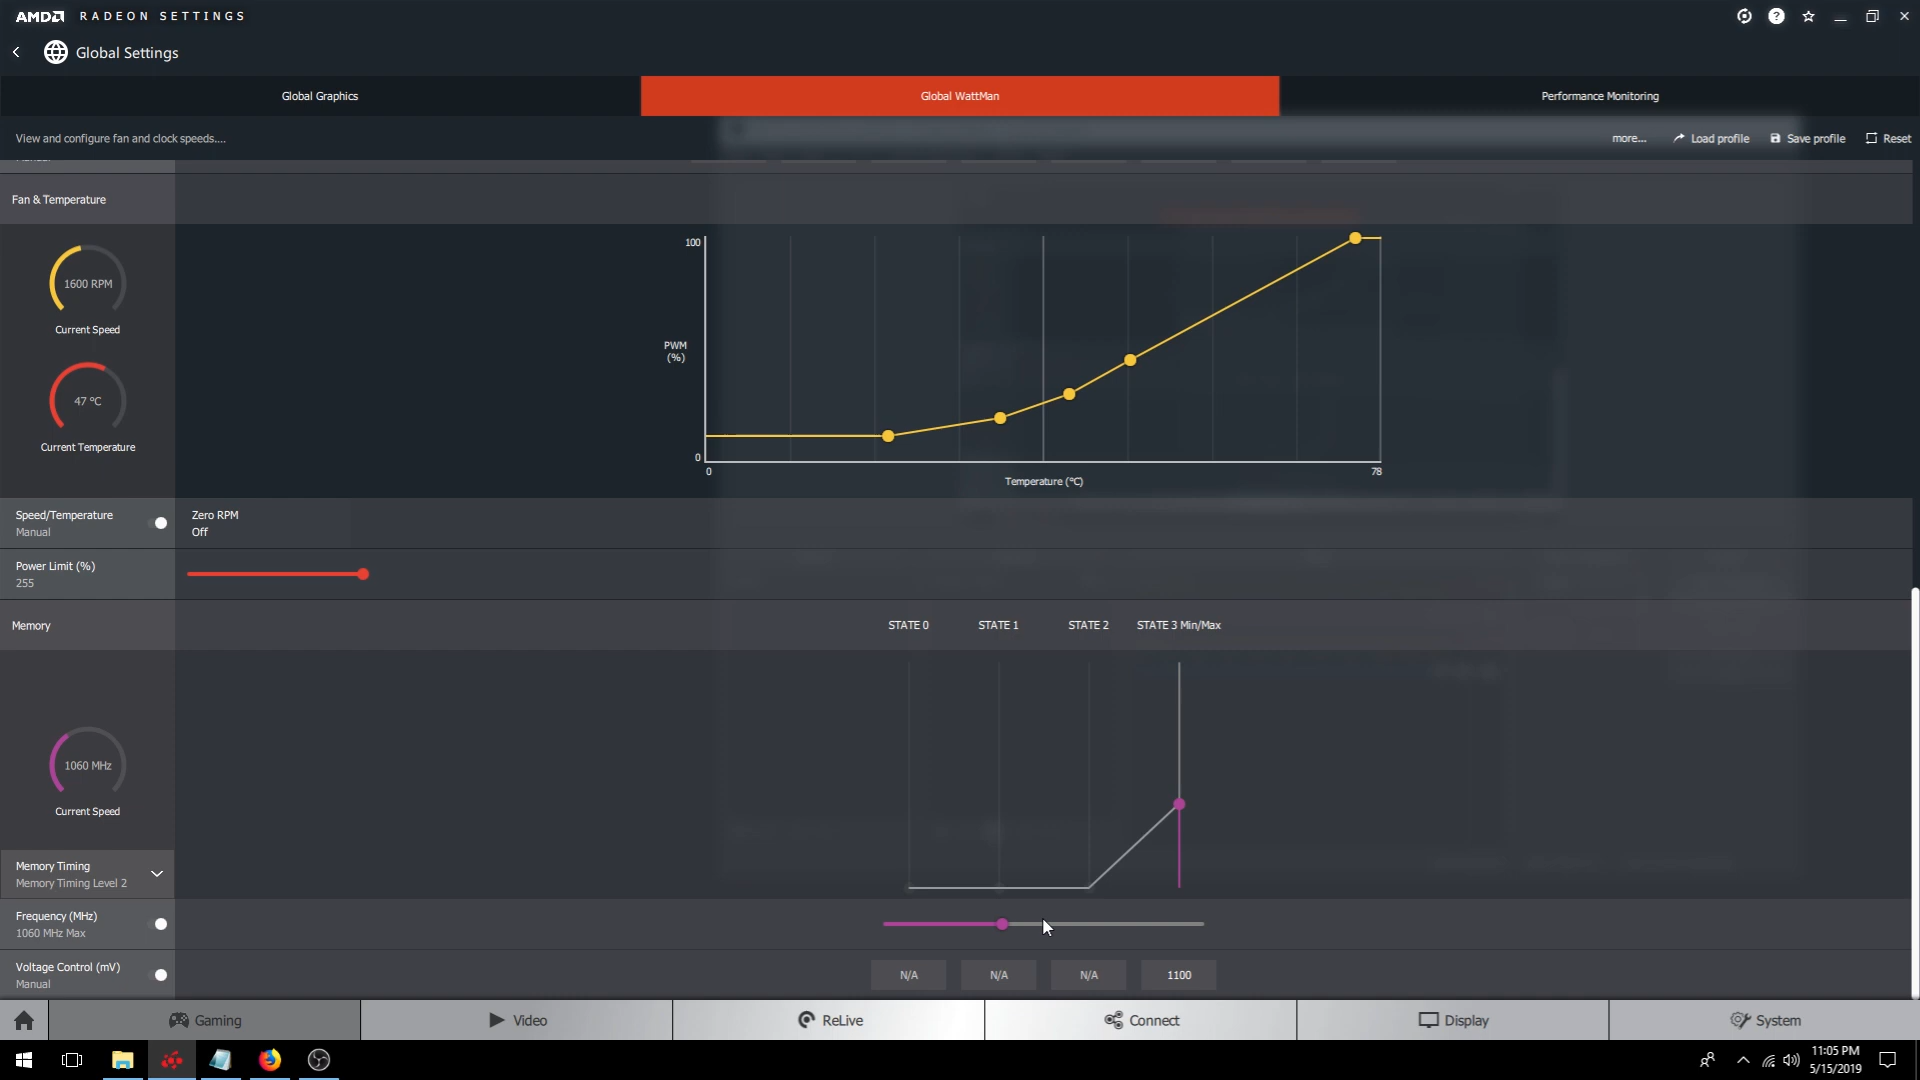 AMD RADEON SETTINGS
Global Settings
Global Graphics
Global WattMan
Performance Monitoring
View and configure fan and clock speeds....
more...
Load profile
Save profile
Reset
Fan & Temperature
1600 RPM
Current Speed
47 °C
Current Temperature
100
PWM
(%)
0
0
78
Temperature (°C)
Speed/Temperature
Manual
Zero RPM
Off
Power Limit (%)
255
Memory
STATE 0
STATE 1
STATE 2
STATE 3 Min/Max
1060 MHz
Current Speed
Memory Timing
Memory Timing Level 2
Frequency (MHz)
1060 MHz Max
Voltage Control (mV)
Manual
N/A
N/A
N/A
1100
Gaming
Video
ReLive
Connect
Display
System
11:05 PM
5/15/2019